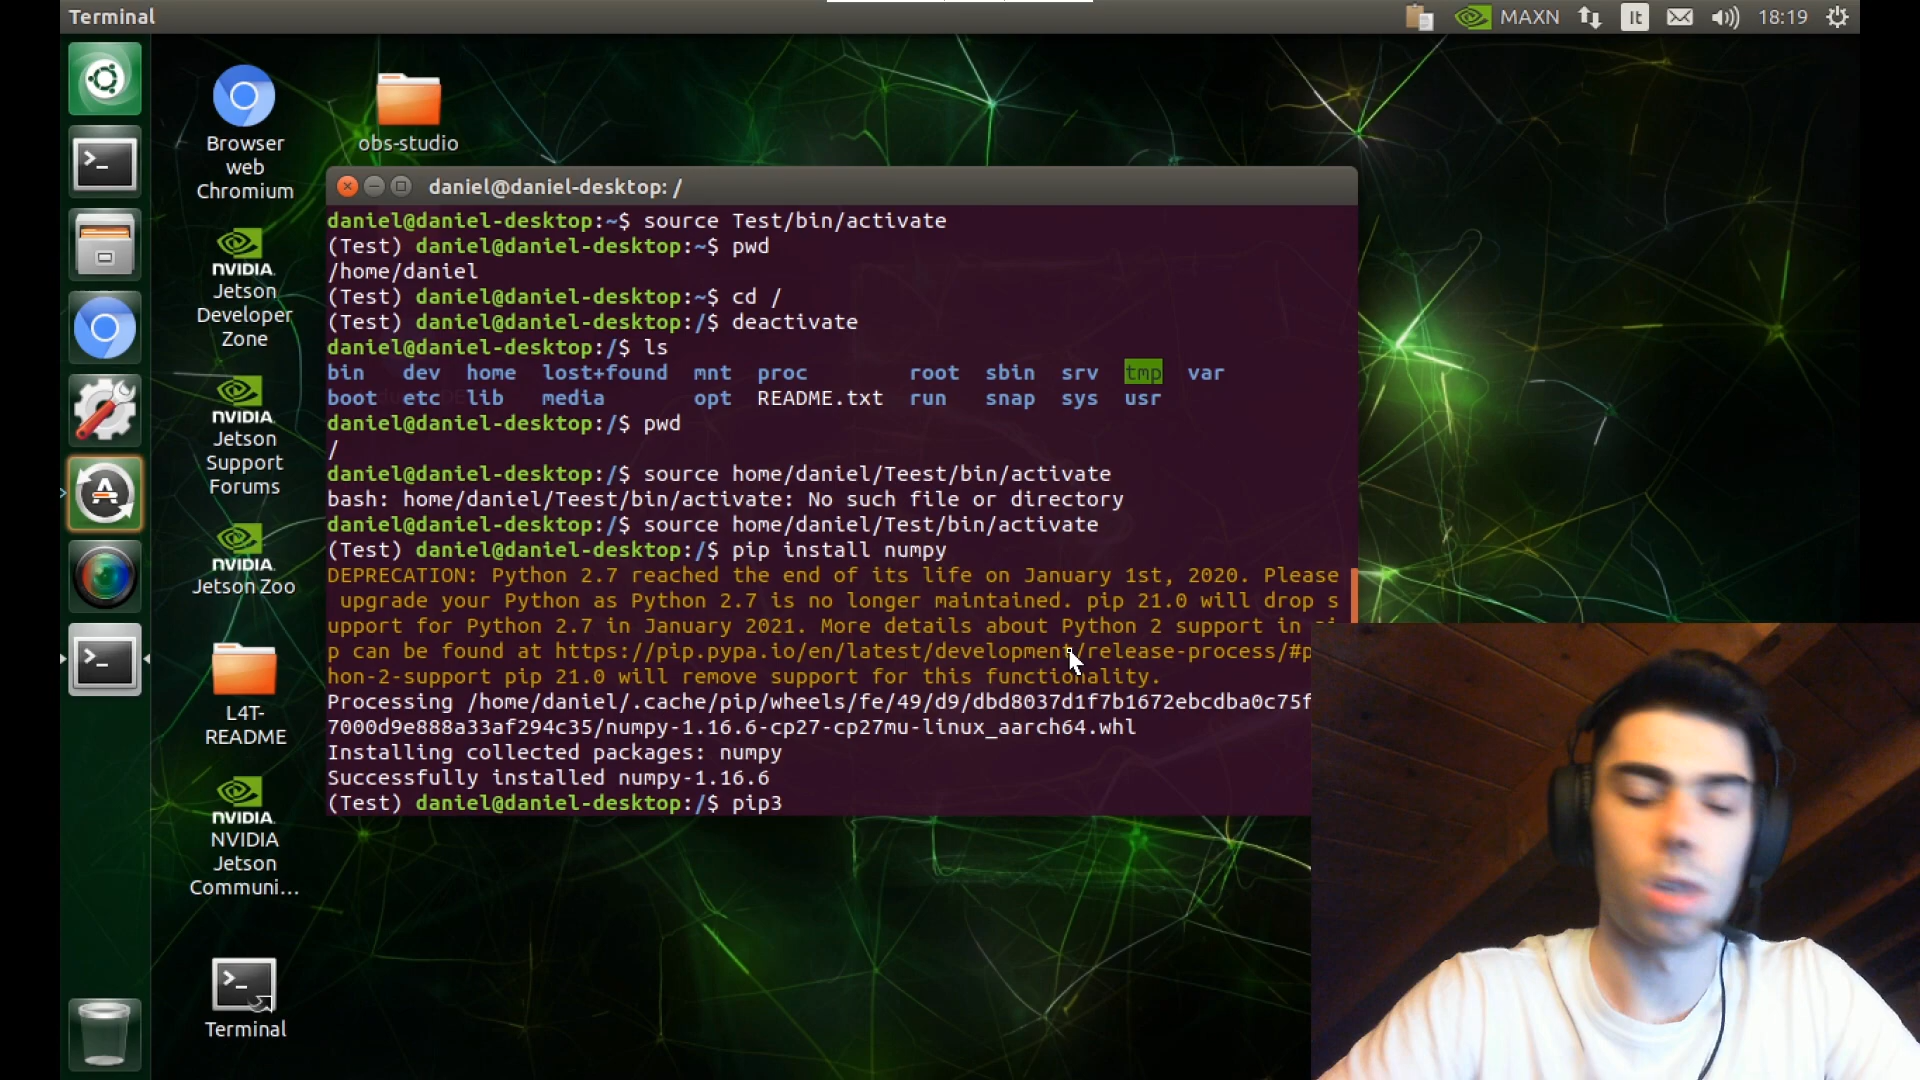 Terminal
MAXN
It
18:19
Browser
web
Chromium
obs-studio
NVIDIA.
Jetson
Developer
Zone
NVIDIA.
Jetson
Support
Forums
NVIDIA.
Jetson Zoo
L4T-
README
NVIDIA.
NVIDIA
Jetson
Communi...
Terminal
daniel@daniel-desktop: /
daniel@daniel-desktop:~$ source Test/bin/activate
(Test) daniel@daniel-desktop:~$ pwd
/home/daniel
(Test) daniel@daniel-desktop:~$ cd /
(Test) daniel@daniel-desktop:/$ deactivate
daniel@daniel-desktop:/$ ls
bin dev home lost+found mnt proc root sbin srv tmp var
boot etc lib media opt README.txt run snap sys usr
daniel@daniel-desktop:/$ pwd
/
daniel@daniel-desktop:/$ source home/daniel/Teest/bin/activate
bash: home/daniel/Teest/bin/activate: No such file or directory
daniel@daniel-desktop:/$ source home/daniel/Test/bin/activate
(Test) daniel@daniel-desktop:/$ pip install numpy
DEPRECATION: Python 2.7 reached the end of its life on January 1st, 2020. Please
upgrade your Python as Python 2.7 is no longer maintained. pip 21.0 will drop s
upport for Python 2.7 in January 2021. More details about Python 2 support in
p can be found at https://pip.pypa.io/en/latest/development/release-process/#p
hon-2-support pip 21.0 will remove support for this functionality.
Processing /home/daniel/.cache/pip/wheels/fe/49/d9/dbd8037d1f7b1672ebcdba0c75f
7000d9e888a33af294c35/numpy-1.16.6-cp27-cp27mu-linux_aarch64.whl
Installing collected packages: numpy
Successfully installed numpy-1.16.6
(Test) daniel@daniel-desktop:/$ pip3